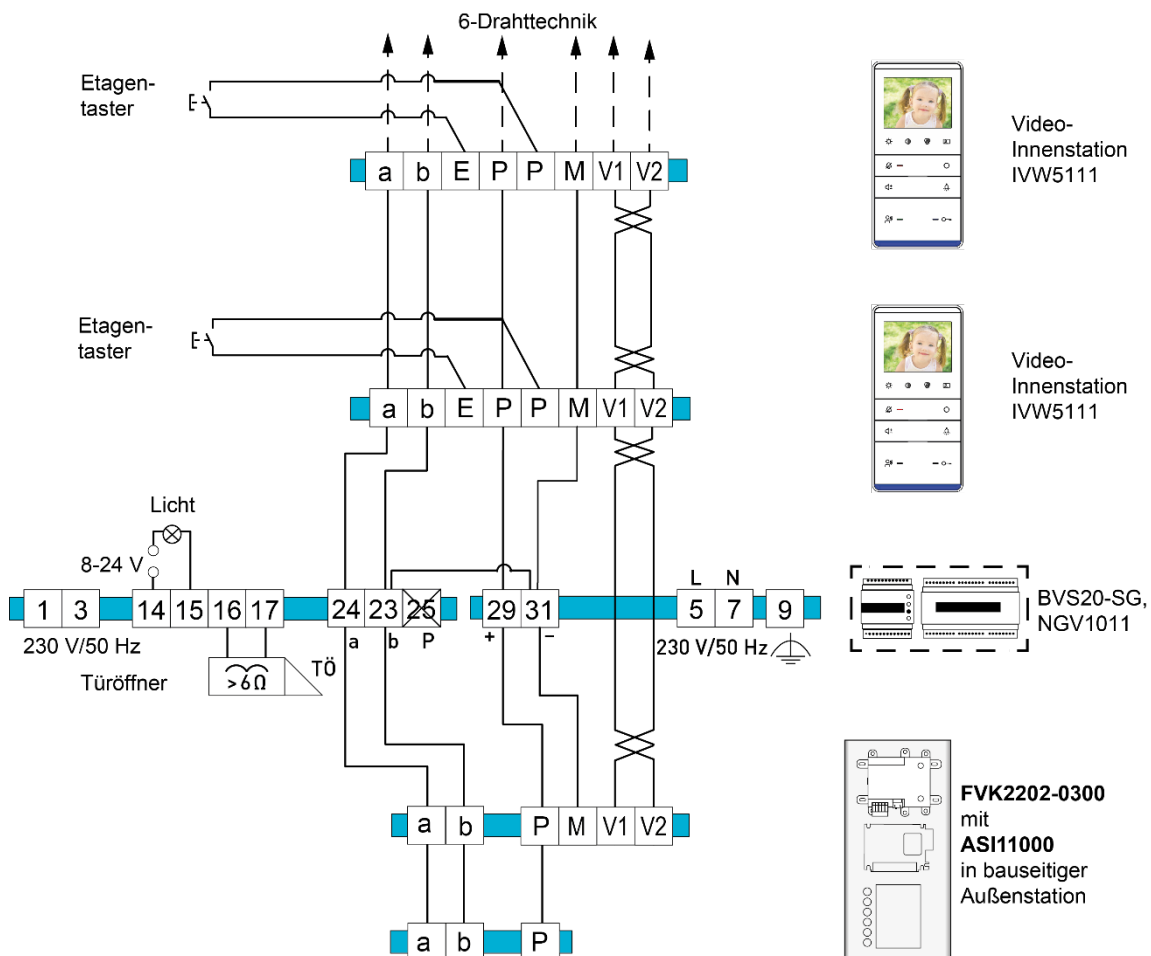 6-Drahttechnik
Etagen-
taster
a b E P P M V1 V2
Video-
Innenstation
IVW5111
Etagen-
taster
a b E P P M V1 V2
Video-
Innenstation
IVW5111
Licht
8-24 V
L N
1 3 14 15 16 17 24 23 25 29 31 5 7 9
a b P + −
230 V/50 Hz
230 V/50 Hz
Türöffner
>6Ω
TÖ
BVS20-SG,
NGV1011
a b P M V1 V2
FVK2202-0300
mit
ASI11000
in bauseitiger
Außenstation
a b P